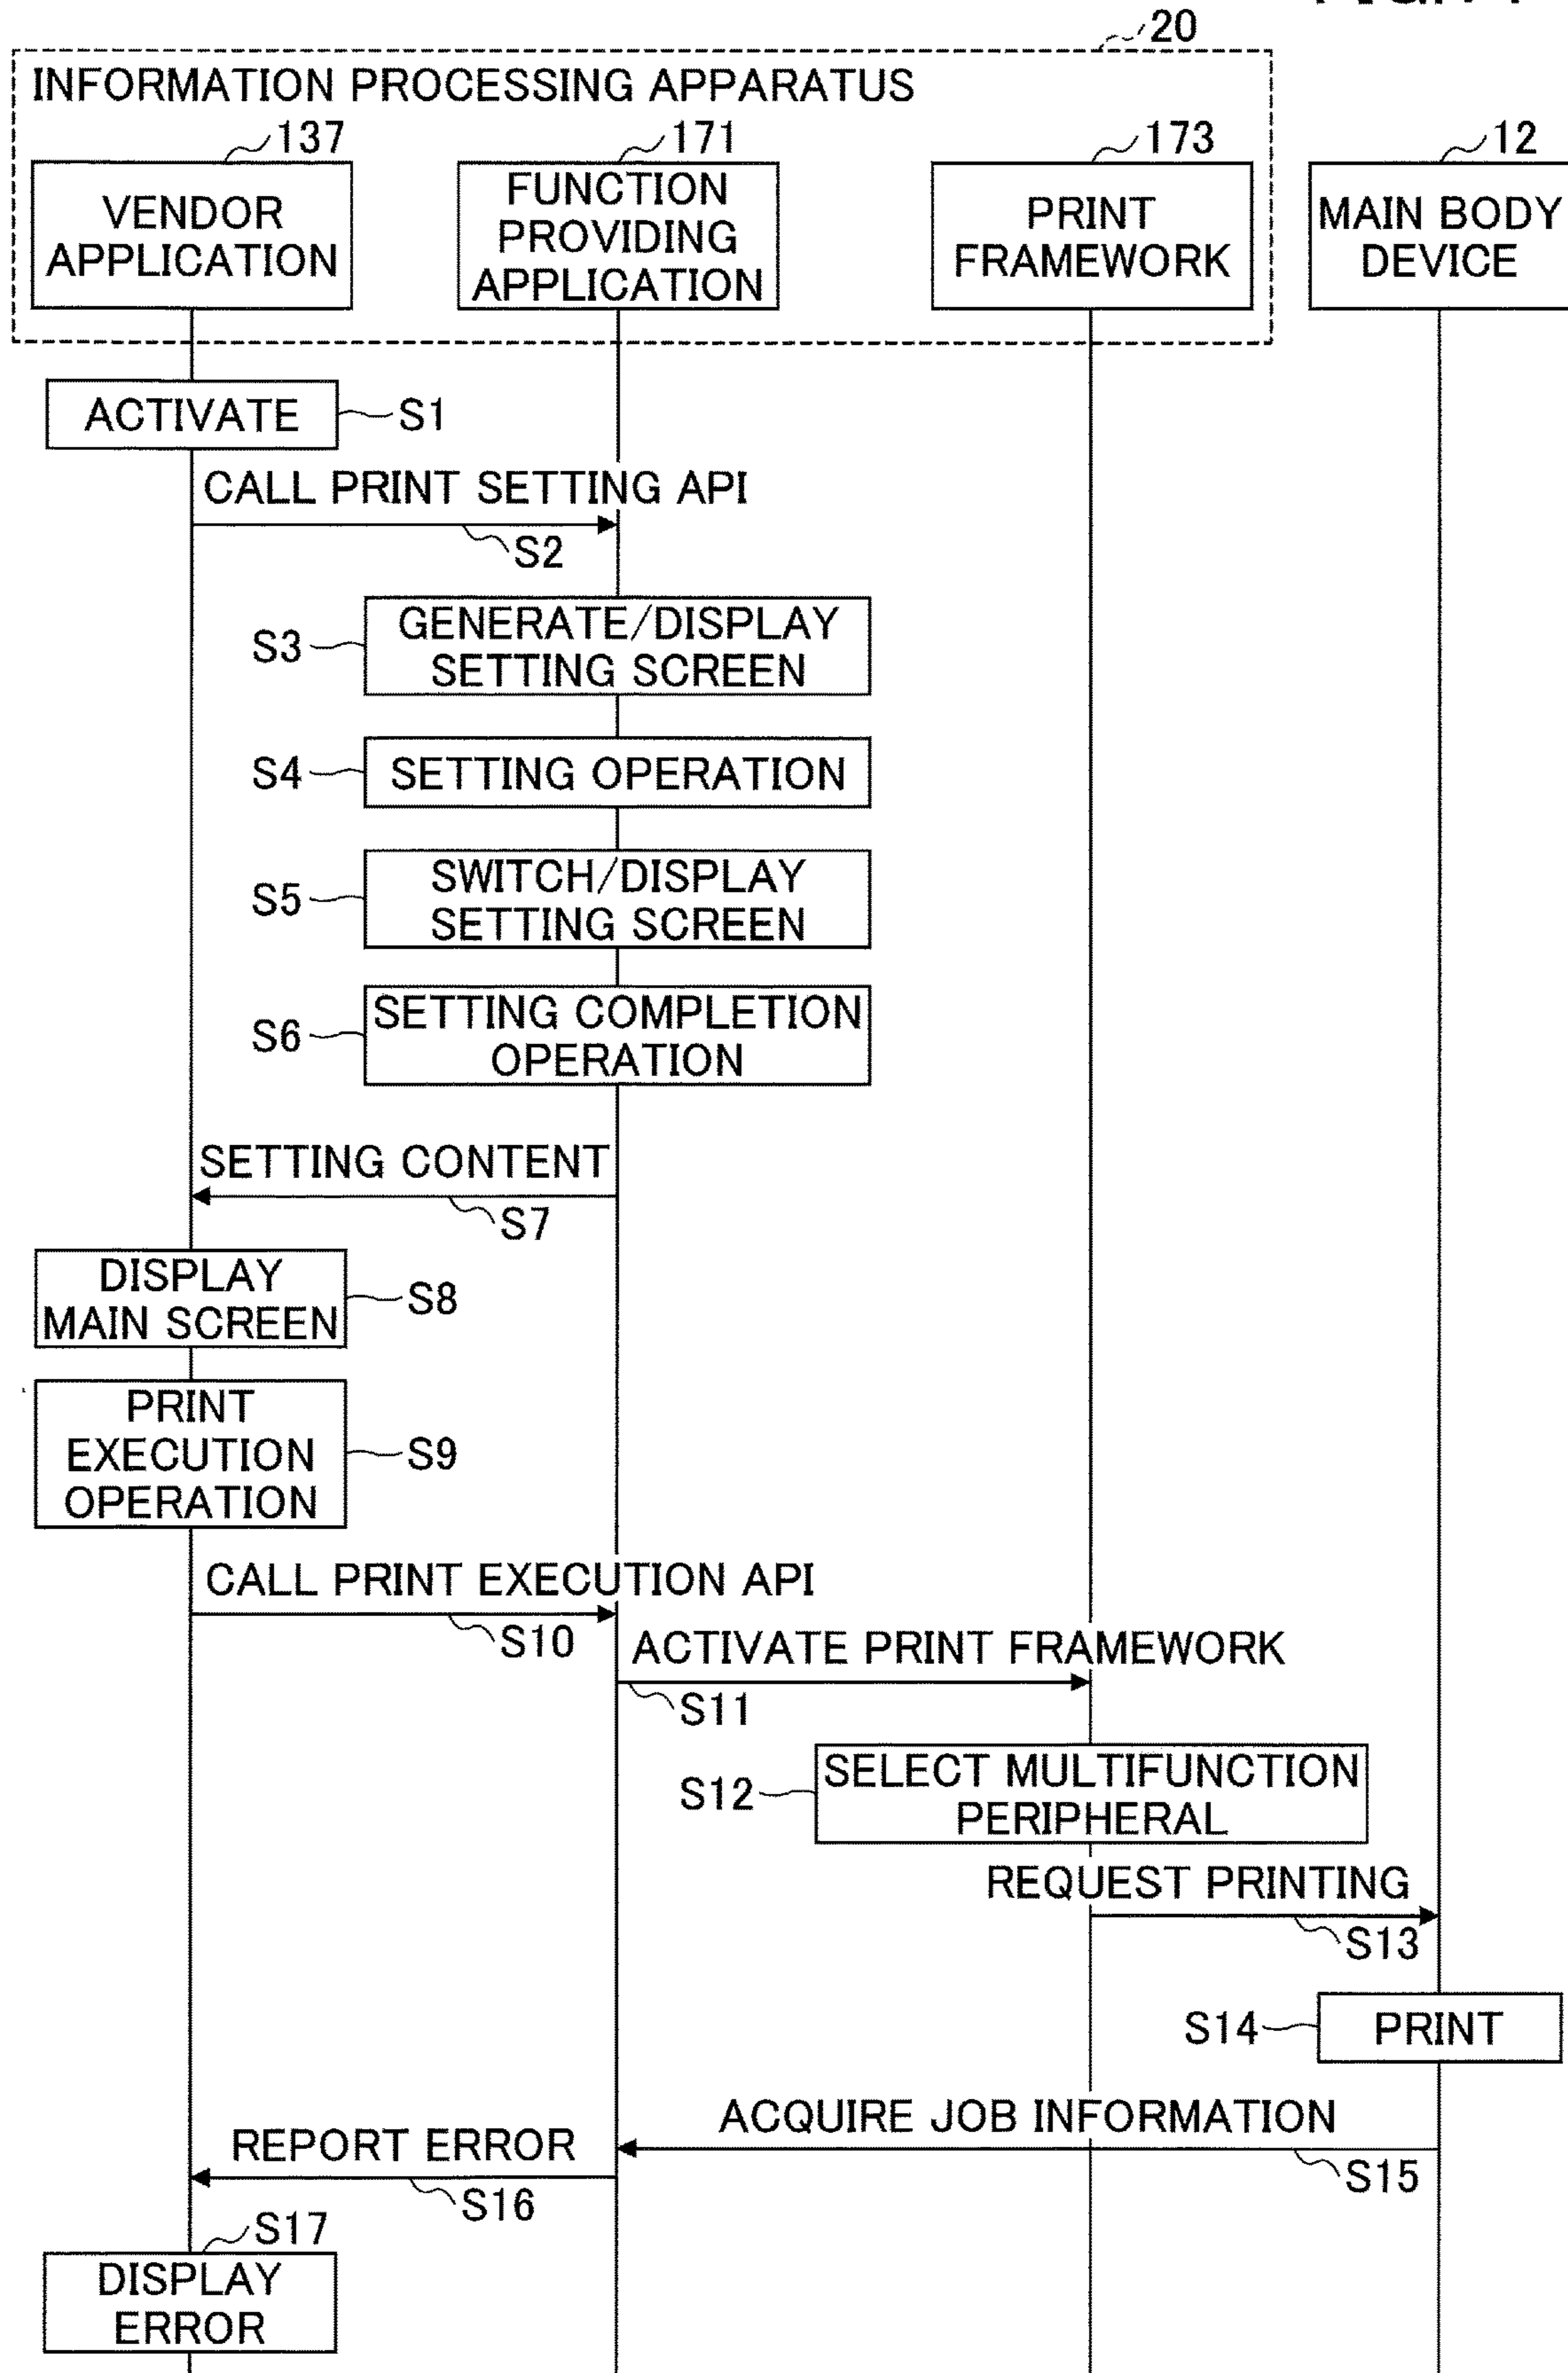 20
INFORMATION PROCESSING APPARATUS
137
171
173
12
VENDOR
APPLICATION
FUNCTION
PROVIDING
APPLICATION
PRINT
FRAMEWORK
MAIN BODY
DEVICE
ACTIVATE
S1
CALL PRINT SETTING API
S2
S3
GENERATE/DISPLAY
SETTING SCREEN
S4
SETTING OPERATION
S5
SWITCH/DISPLAY
SETTING SCREEN
S6
SETTING COMPLETION
OPERATION
SETTING CONTENT
S7
DISPLAY
MAIN SCREEN
S8
PRINT
EXECUTION
OPERATION
S9
CALL PRINT EXECUTION API
S10
ACTIVATE PRINT FRAMEWORK
S11
S12
SELECT MULTIFUNCTION
PERIPHERAL
REQUEST PRINTING
S13
S14
PRINT
ACQUIRE JOB INFORMATION
S15
REPORT ERROR
S16
S17
DISPLAY
ERROR